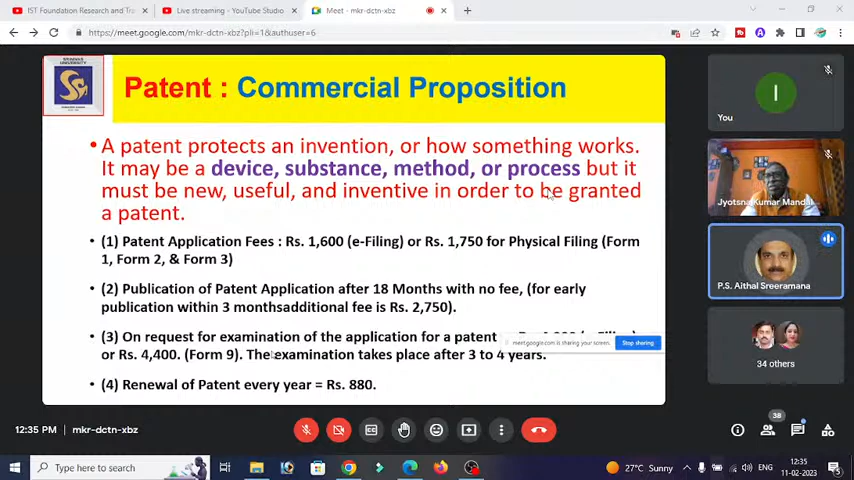 IST Foundation Research and Tra
Live streaming - YouTube Studio
Meet - mkr-dctn-xbz
https://meet.google.com/mkr-dctn-xbz?pli=1&authuser=6
SRINIVAS UNIVERSITY
Patent : Commercial Proposition
• A patent protects an invention, or how something works.
It may be a device, substance, method, or process but it
must be new, useful, and inventive in order to be granted
a patent.
• (1) Patent Application Fees : Rs. 1,600 (e-Filing) or Rs. 1,750 for Physical Filing (Form
1, Form 2, & Form 3)
• (2) Publication of Patent Application after 18 Months with no fee, (for early
publication within 3 monthsadditional fee is Rs. 2,750).
• (3) On request for examination of the application for a patent
or Rs. 4,400. (Form 9). The examination takes place after 3 to 4 years.
meet.google.com is sharing your screen.
Stop sharing
• (4) Renewal of Patent every year = Rs. 880.
I
You
Jyotsna Kumar Mandal
P.S. Aithal Sreeramana
34 others
12:35 PM | mkr-dctn-xbz
38
Type here to search
27°C Sunny
ENG
12:35
11-02-2023